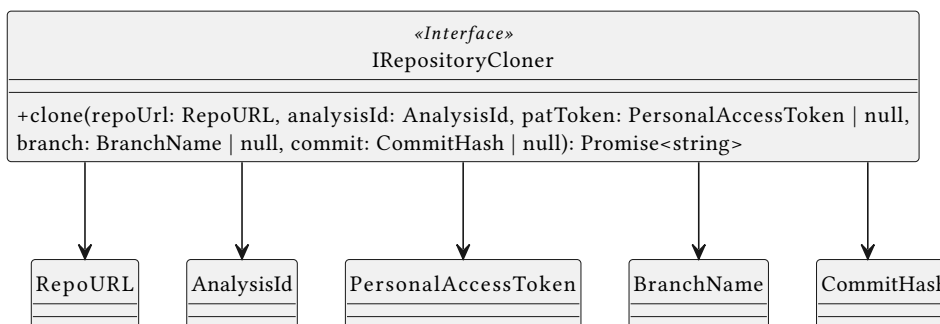 «Interface»
IRepositoryCloner
+clone(repoUrl: RepoURL, analysisId: AnalysisId, patToken: PersonalAccessToken | null,
branch: BranchName | null, commit: CommitHash | null): Promise<string>
RepoURL
AnalysisId
PersonalAccessToken
BranchName
CommitHash